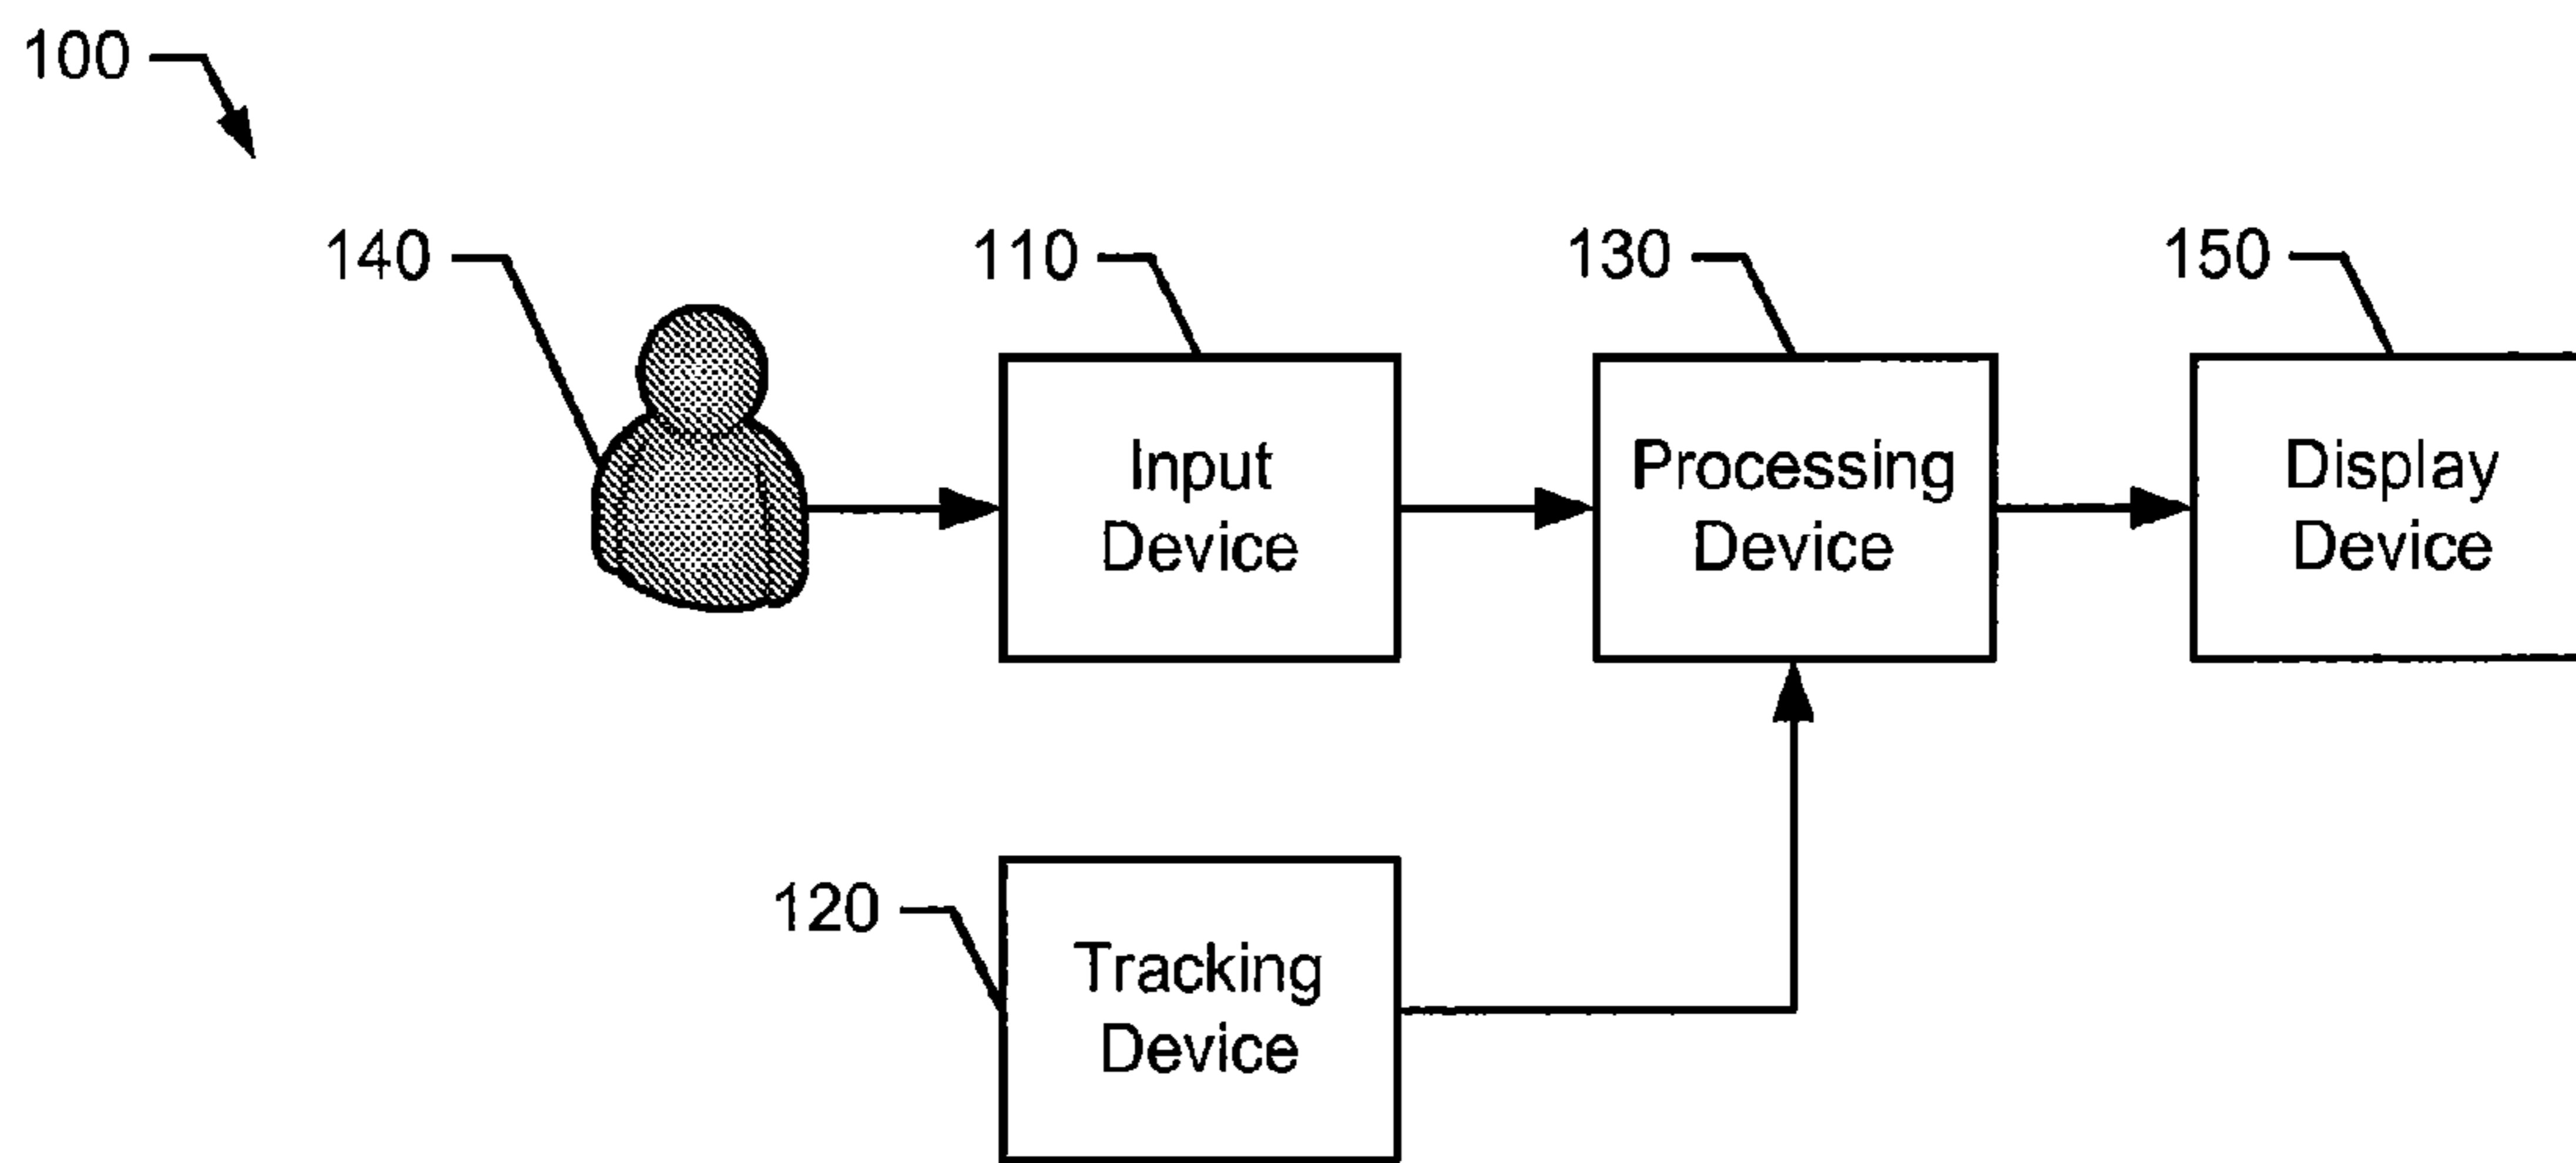 100
140
110
130
150
Input
Device
Processing
Device
Display
Device
120
Tracking
Device